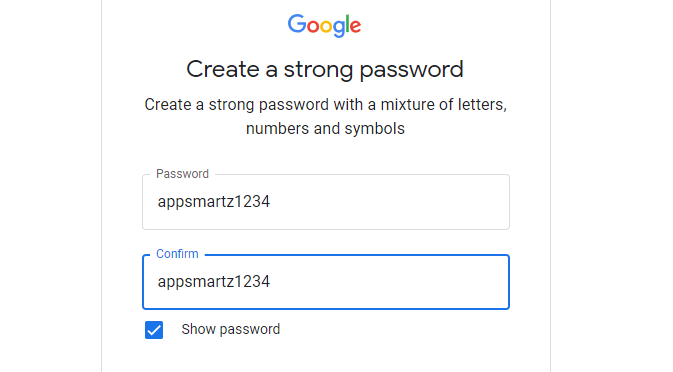 Google
Create a strong password
Create a strong password with a mixture of letters,
numbers and symbols
Password
appsmartz1234
Confirm
appsmartz1234
Show password